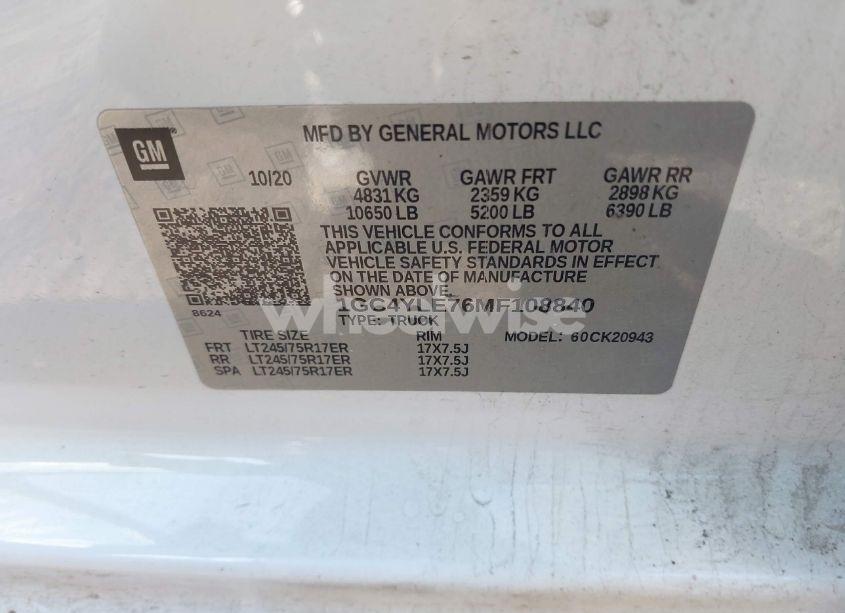 GM
MFD BY GENERAL MOTORS LLC
10/20 GVWR GAWR FRT GAWR RR
4831 KG 2359 KG 2898 KG
10650 LB 5200 LB 6390 LB
THIS VEHICLE CONFORMS TO ALL
APPLICABLE U.S. FEDERAL MOTOR
VEHICLE SAFETY STANDARDS IN EFFECT
ON THE DATE OF MANUFACTURE
SHOWN ABOVE.
8624
1GC4YLE76MF108840
TYPE: TRUCK
TIRE SIZE RIM MODEL: 60CK20943
FRT LT245/75R17ER 17X7.5J
RR LT245/75R17ER 17X7.5J
SPA LT245/75R17ER 17X7.5J